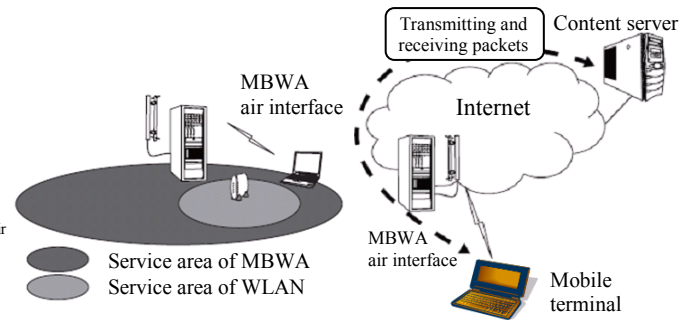 MBWA
air interface
ir
Service area of MBWA
Service area of WLAN
Transmitting and
receiving packets
Content server
Internet
MBWA
air interface
Mobile
terminal